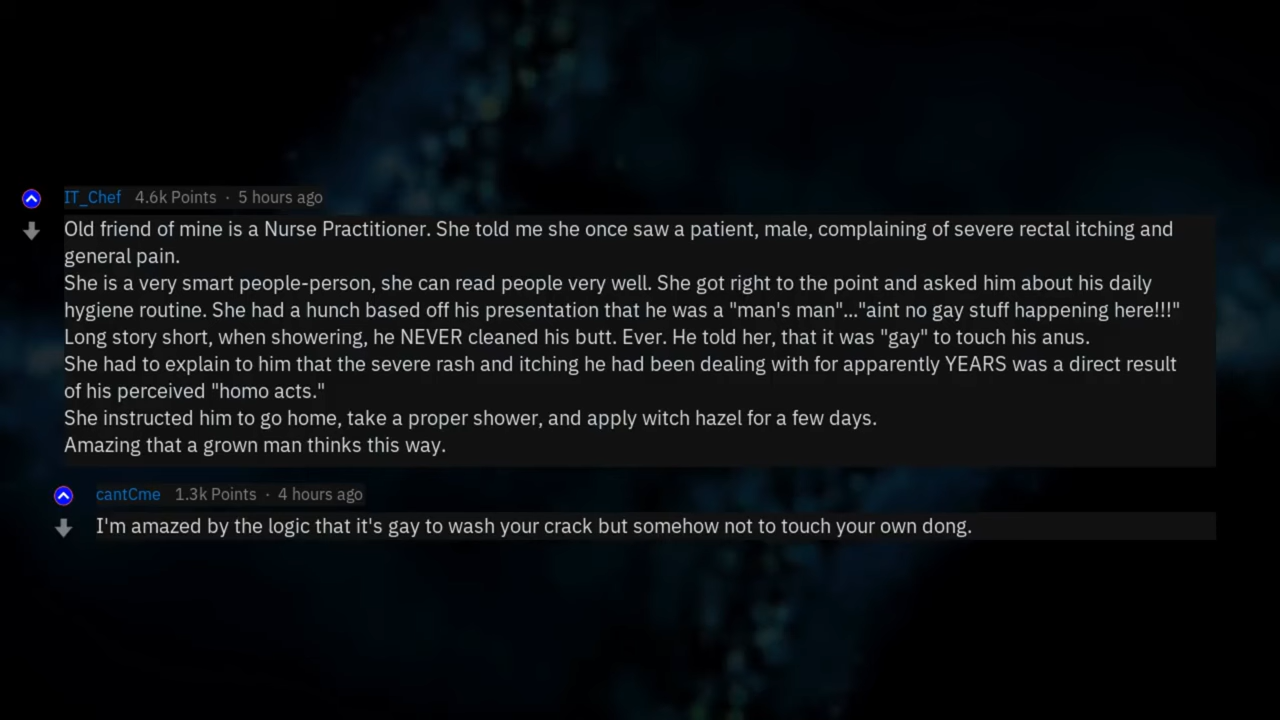 IT_Chef 4.6k Points · 5 hours ago
Old friend of mine is a Nurse Practitioner. She told me she once saw a patient, male, complaining of severe rectal itching and
general pain.
She is a very smart people-person, she can read people very well. She got right to the point and asked him about his daily
hygiene routine. She had a hunch based off his presentation that he was a "man's man"..."aint no gay stuff happening here!!!"
Long story short, when showering, he NEVER cleaned his butt. Ever. He told her, that it was "gay" to touch his anus.
She had to explain to him that the severe rash and itching he had been dealing with for apparently YEARS was a direct result
of his perceived "homo acts."
She instructed him to go home, take a proper shower, and apply witch hazel for a few days.
Amazing that a grown man thinks this way.
cantCme 1.3k Points · 4 hours ago
I'm amazed by the logic that it's gay to wash your crack but somehow not to touch your own dong.